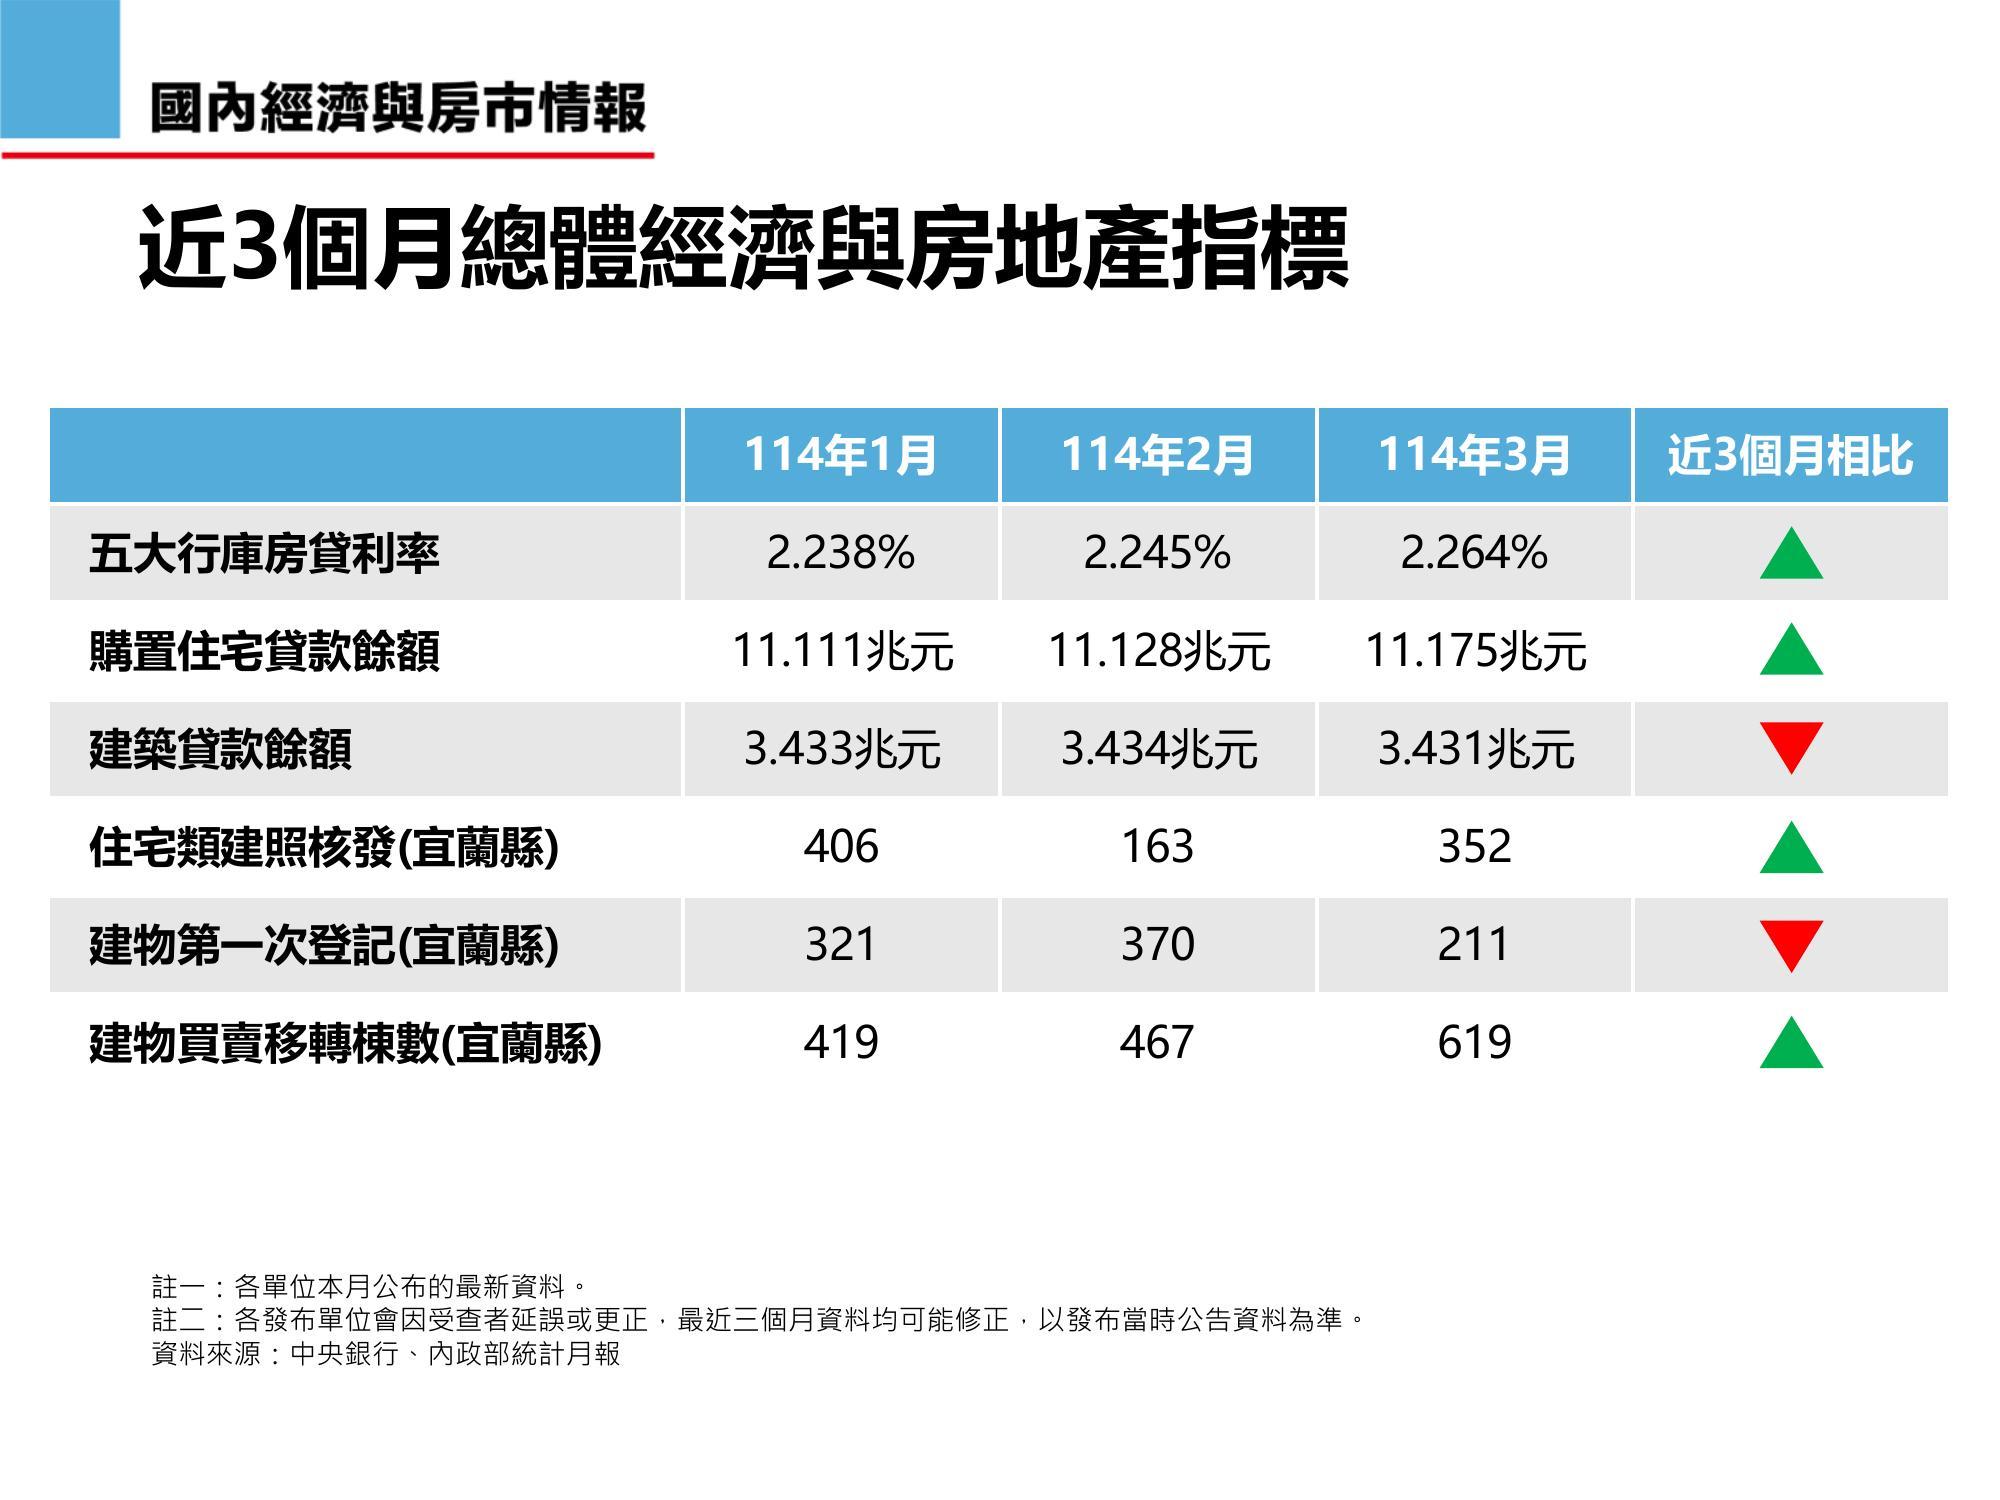 國內經濟與房市情報
近3個月總體經濟與房地產指標
114年1月 114年2月 114年3月 近3個月相比
五大行庫房貸利率 2.238% 2.245% 2.264% ▲
購置住宅貸款餘額 11.111兆元 11.128兆元 11.175兆元 ▲
建築貸款餘額 3.433兆元 3.434兆元 3.431兆元 ▼
住宅類建照核發(宜蘭縣) 406 163 352 ▲
建物第一次登記(宜蘭縣) 321 370 211 ▼
建物買賣移轉棟數(宜蘭縣) 419 467 619 ▲
註一：各單位本月公布的最新資料。
註二：各發布單位會因受查者延誤或更正，最近三個月資料均可能修正，以發布當時公告資料為準。
資料來源：中央銀行、內政部統計月報